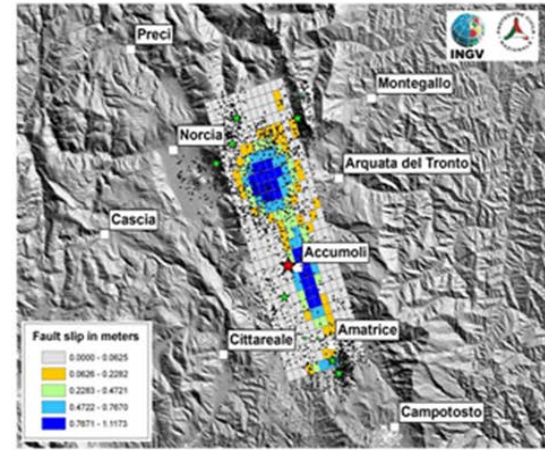 Preci
INGV
Montegallo
Norcia
Arquata del Tronto
Cascia
Accumoli
Fault slip in meters
0.0000 - 0.0625
0.0626 - 0.2282
0.2283 - 0.4721
0.4722 - 0.7670
0.7671 - 1.1173
Cittareale
Amatrice
Campotosto